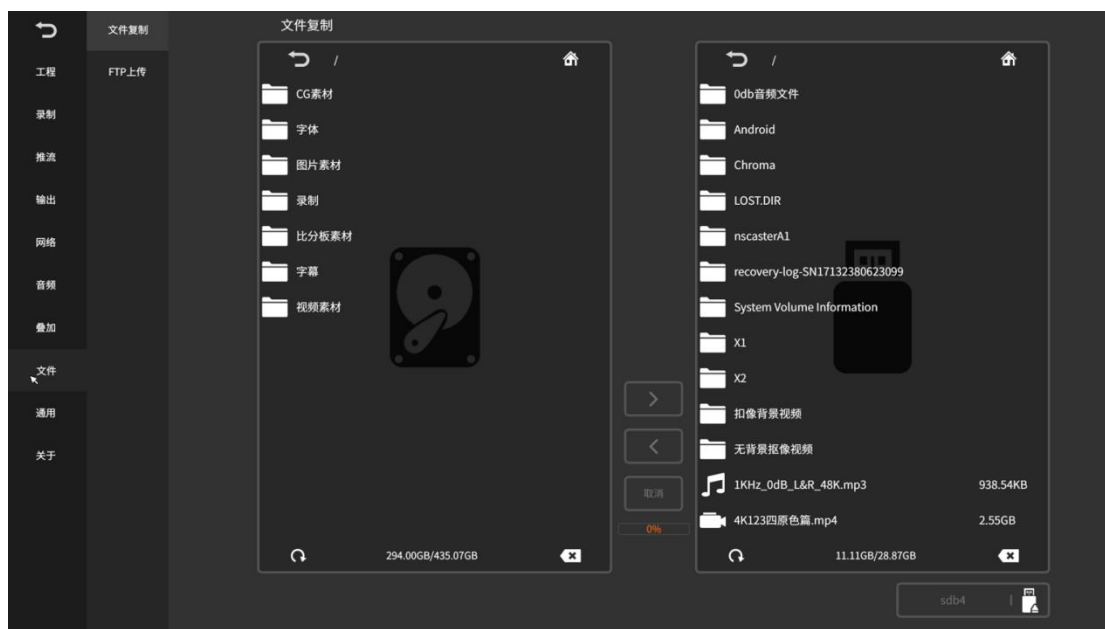 文件复制
FTP上传
工程
录制
推流
输出
网络
音频
叠加
文件
通用
关于
文件复制
/
CG素材
字体
图片素材
录制
比分板素材
字幕
视频素材
294.00GB/435.07GB
取消
0%
/
0db音频文件
Android
Chroma
LOST.DIR
nscasterA1
recovery-log-SN17132380623099
System Volume Information
X1
X2
扣像背景视频
无背景抠像视频
1KHz_0dB_L&R_48K.mp3 938.54KB
4K123四原色篇.mp4 2.55GB
11.11GB/28.87GB
sdb4